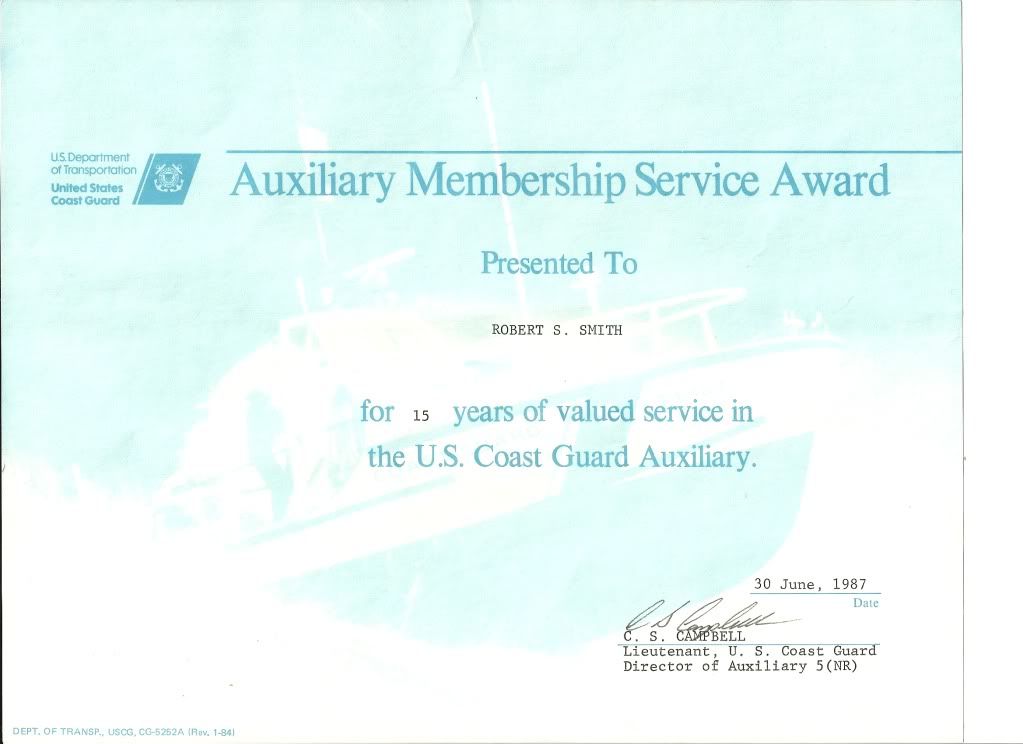 U.S. Department
of Transportation
United States
Coast Guard
Auxiliary Membership Service Award
Presented To
ROBERT S. SMITH
for 15 years of valued service in
the U.S. Coast Guard Auxiliary.
30 June, 1987
Date
C S Campbell
C. S. CAMPBELL
Lieutenant, U. S. Coast Guard
Director of Auxiliary 5(NR)
DEPT. OF TRANSP., USCG, CG-5252A (Rev. 1-84)